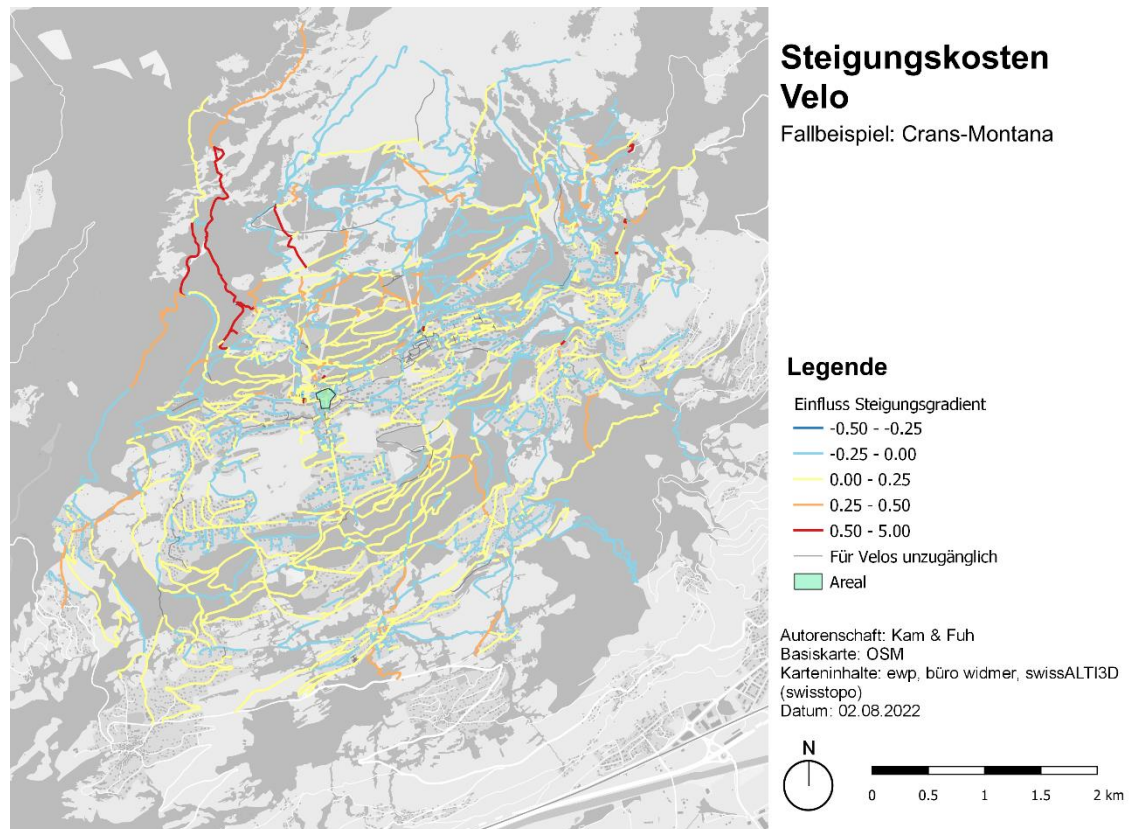 Steigungskosten
Velo
Fallbeispiel: Crans-Montana
Legende
Einfluss Steigungsgradient
-0.50 - -0.25
-0.25 - 0.00
0.00 - 0.25
0.25 - 0.50
0.50 - 5.00
Für Velos unzugänglich
Areal
Autorenschaft: Kam & Fuh
Basiskarte: OSM
Karteninhalte: ewp, büro widmer, swissALTI3D
(swisstopo)
Datum: 02.08.2022
N
0 0.5 1 1.5 2 km